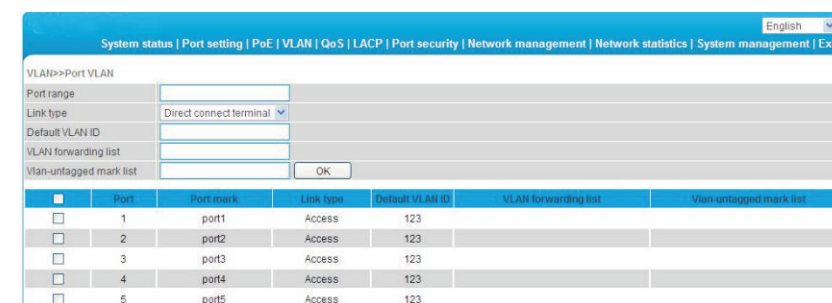 English
System status | Port setting | PoE | VLAN | QoS | LACP | Port security | Network management | Network statistics | System management | Ex
VLAN>>Port VLAN
Port range
Link type Direct connect terminal
Default VLAN ID
VLAN forwarding list
Vlan-untagged mark list OK
Port Port mark Link type Default VLAN ID VLAN forwarding list Vlan-untagged mark list
1 port1 Access 123
2 port2 Access 123
3 port3 Access 123
4 port4 Access 123
5 port5 Access 123